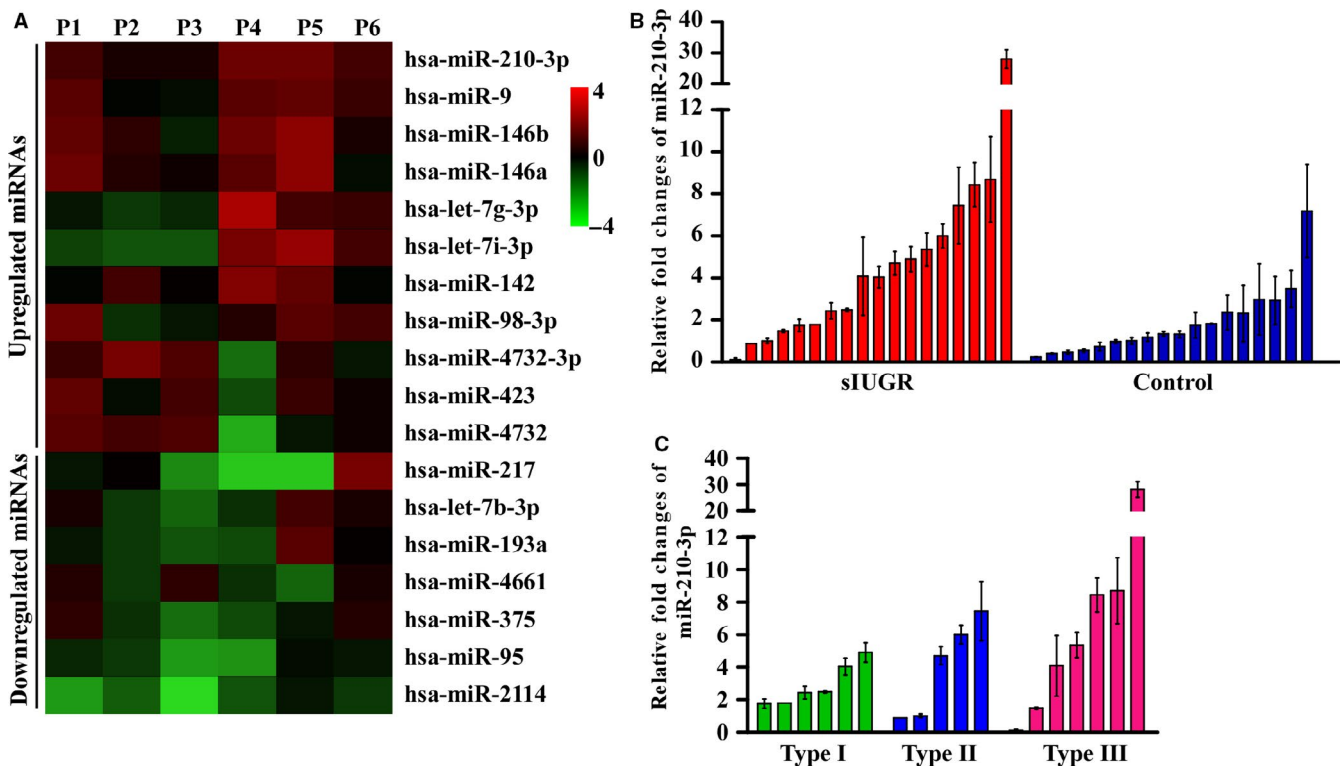 A
P1 P2 P3 P4 P5 P6
Upregulated miRNAs
hsa-miR-210-3p
hsa-miR-9
hsa-miR-146b
hsa-miR-146a
hsa-let-7g-3p
hsa-let-7i-3p
hsa-miR-142
hsa-miR-98-3p
hsa-miR-4732-3p
hsa-miR-423
hsa-miR-4732
Downregulated miRNAs
hsa-miR-217
hsa-let-7b-3p
hsa-miR-193a
hsa-miR-4661
hsa-miR-375
hsa-miR-95
hsa-miR-2114
4
0
−4
B
Relative fold changes of miR-210-3p
40
30
20
12
10
8
6
4
2
0
sIUGR Control
C
Relative fold changes of
miR-210-3p
40
30
20
12
10
8
6
4
2
0
Type I Type II Type III